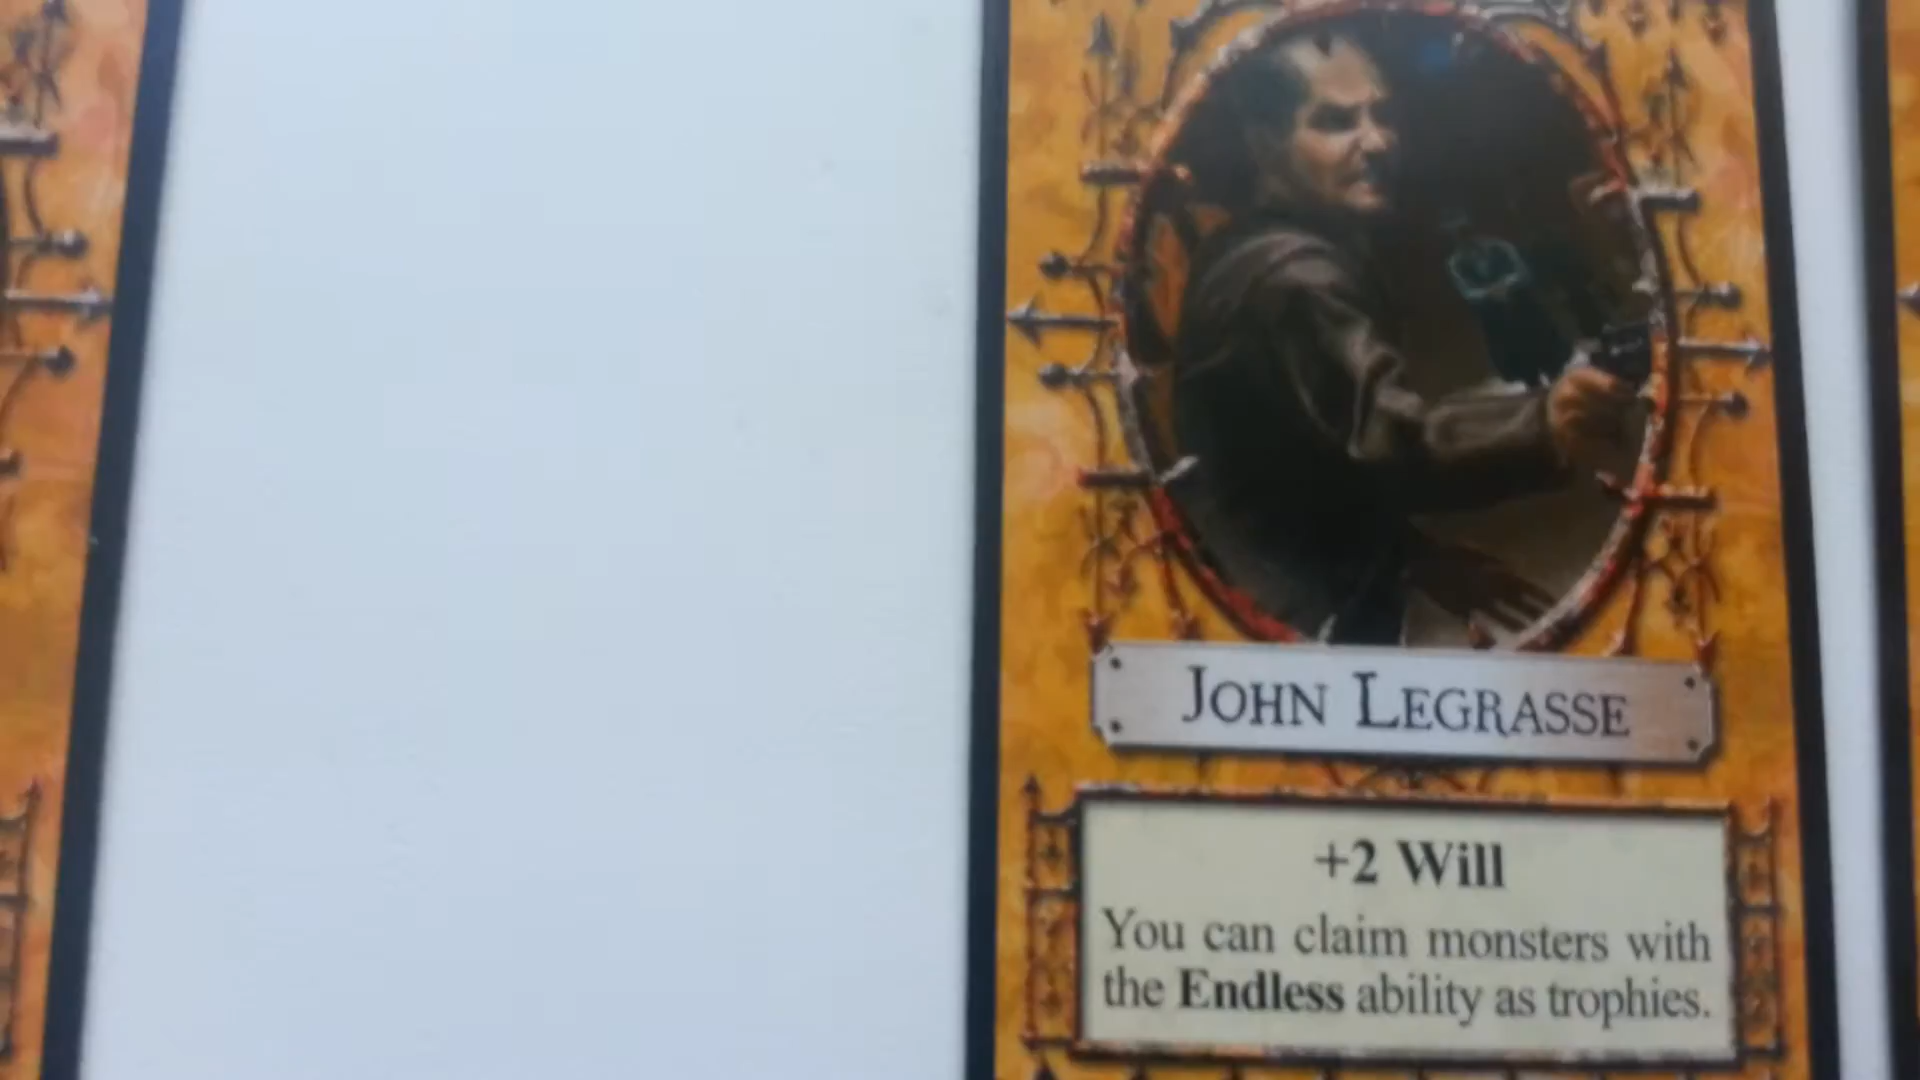 JOHN LEGRASSE
+2 Will
You can claim monsters with
the Endless ability as trophies.